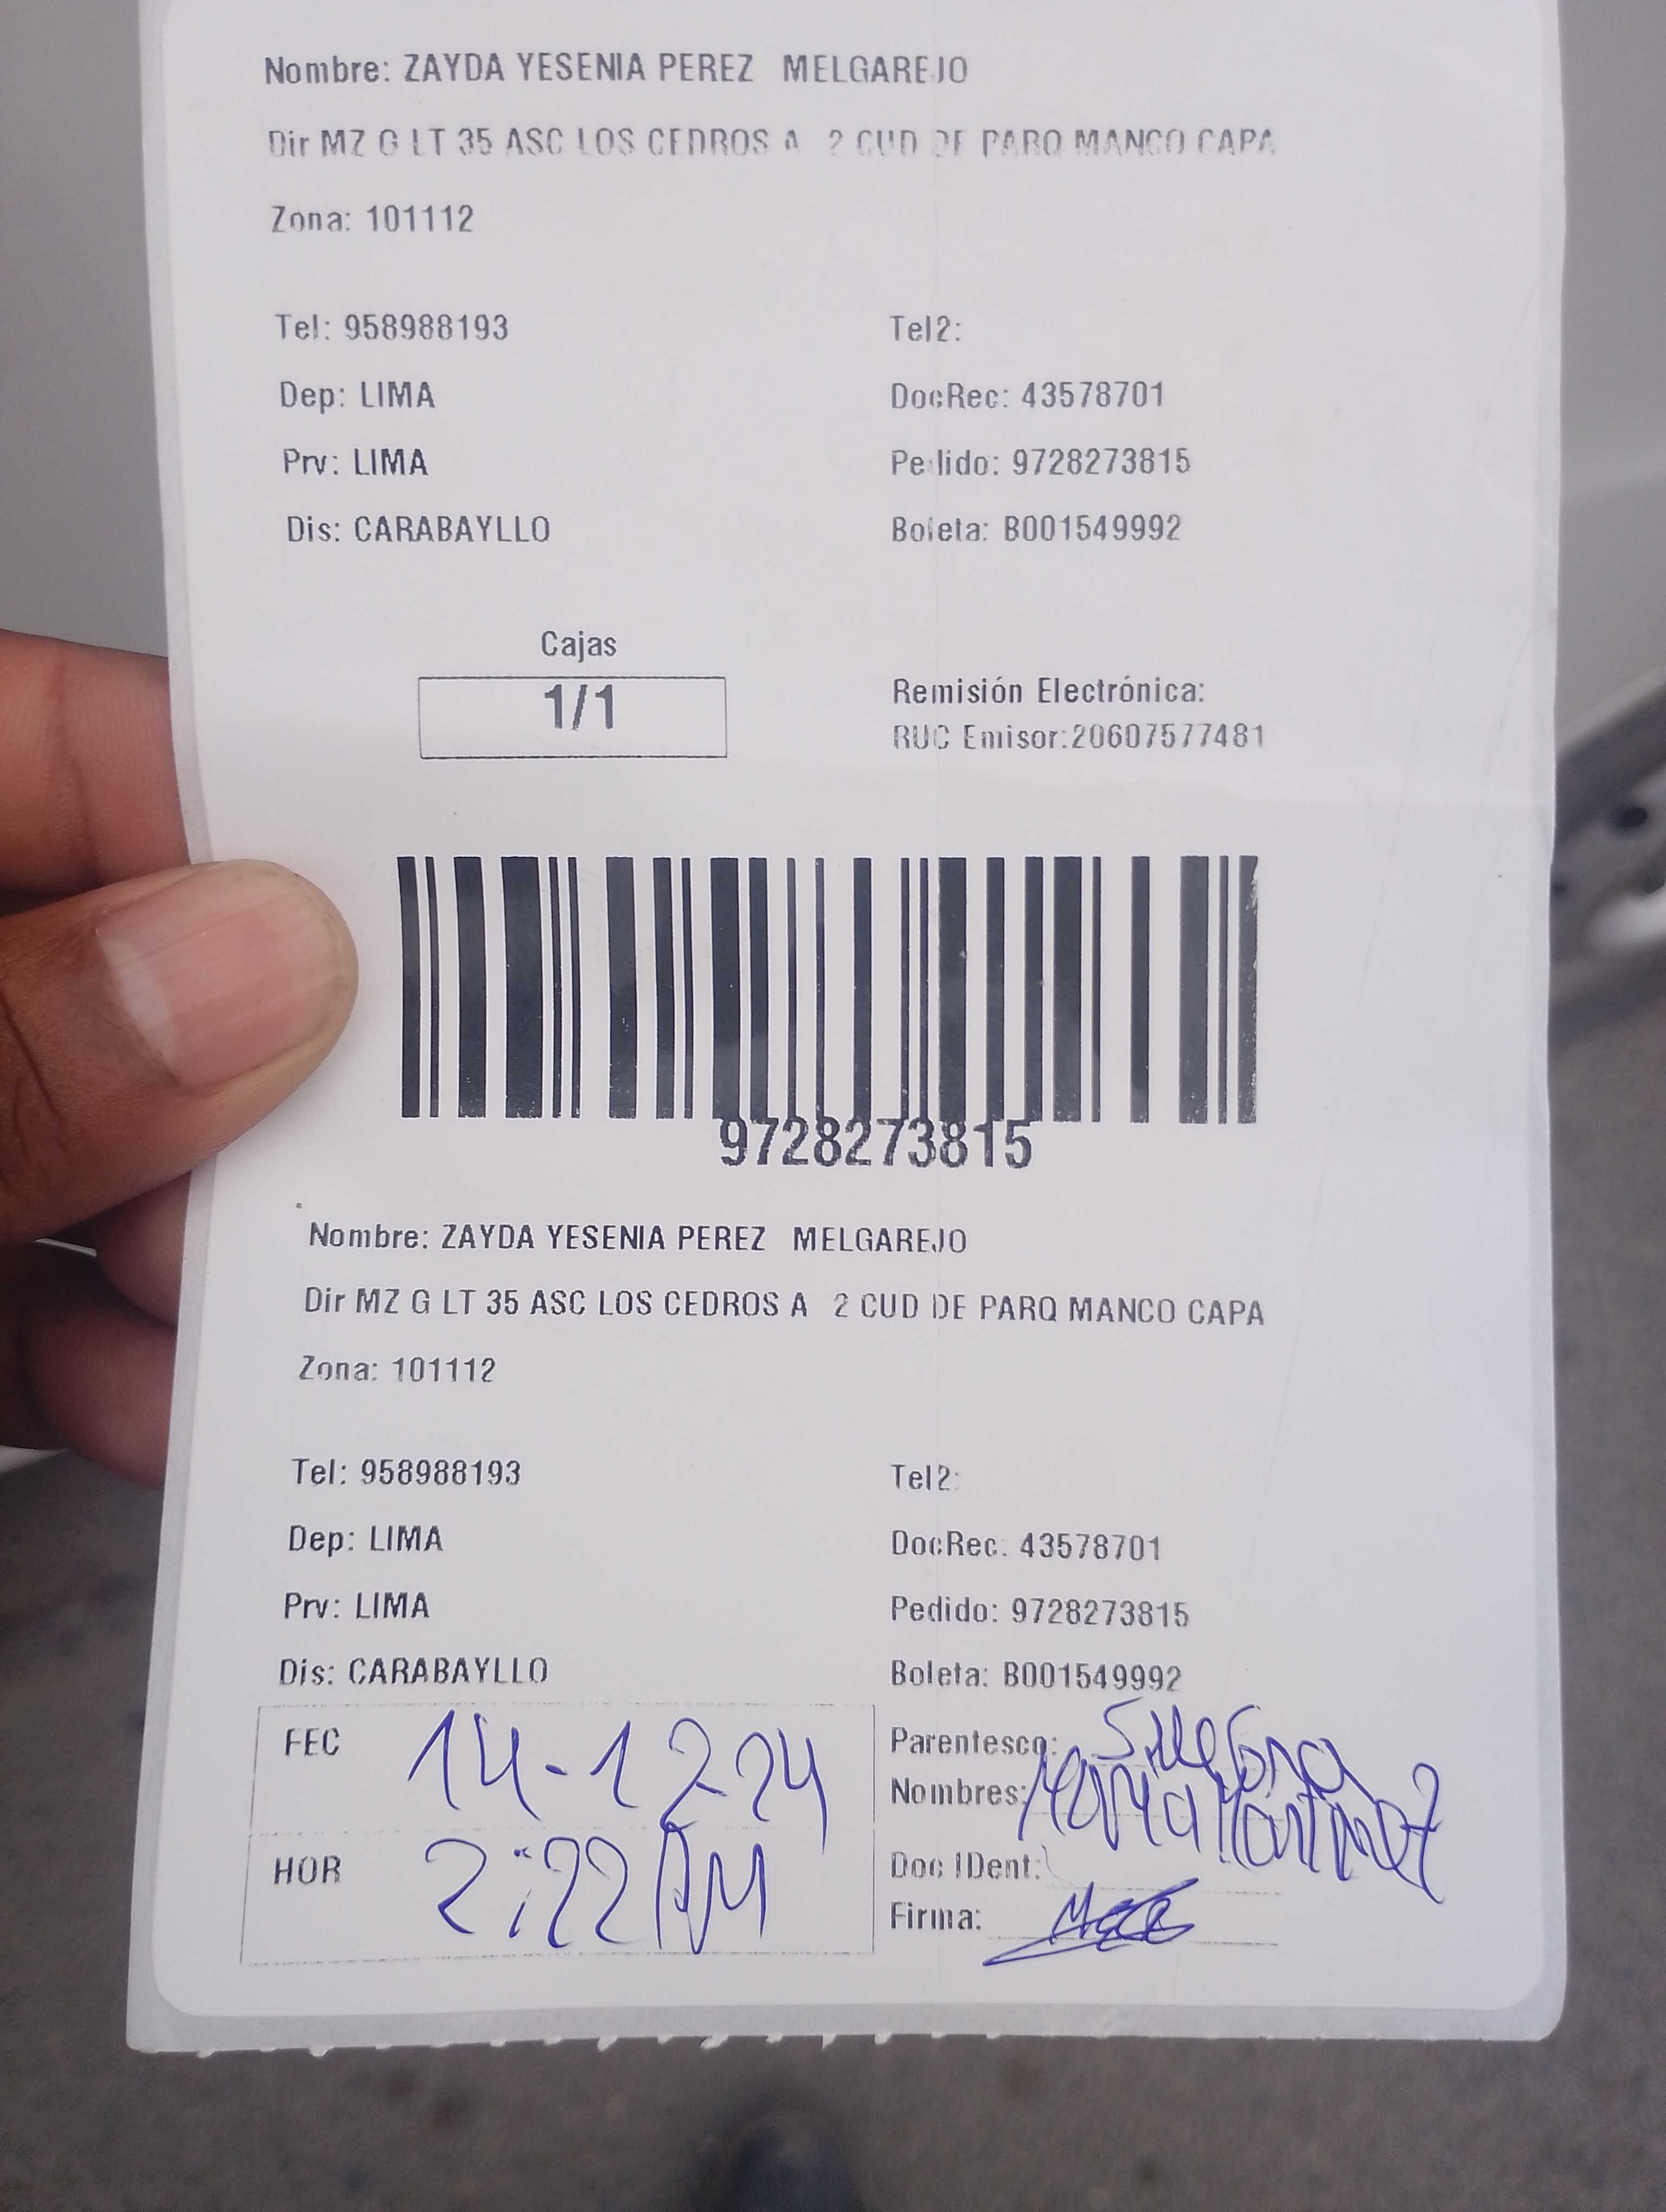 Nombre: ZAYDA YESENIA PEREZ MELGAREJO
Dir MZ G LT 35 ASC LOS CEDROS A 2 CUD DE PARQ MANCO CAPA
Zona: 101112
Tel: 958988193 Tel2:
Dep: LIMA DocRec: 43578701
Prv: LIMA Pedido: 9728273815
Dis: CARABAYLLO Boleta: B001549992
Cajas
1/1
Remisión Electrónica:
RUC Emisor:20607577481
9728273815
Nombre: ZAYDA YESENIA PEREZ MELGAREJO
Dir MZ G LT 35 ASC LOS CEDROS A 2 CUD DE PARQ MANCO CAPA
Zona: 101112
Tel: 958988193 Tel2:
Dep: LIMA DocRec: 43578701
Prv: LIMA Pedido: 9728273815
Dis: CARABAYLLO Boleta: B001549992
FEC 14-12-24
HOR 2:22 AM
Parentesco: Suegra
Nombres: Maria Martinez
Doc IDent:
Firma: